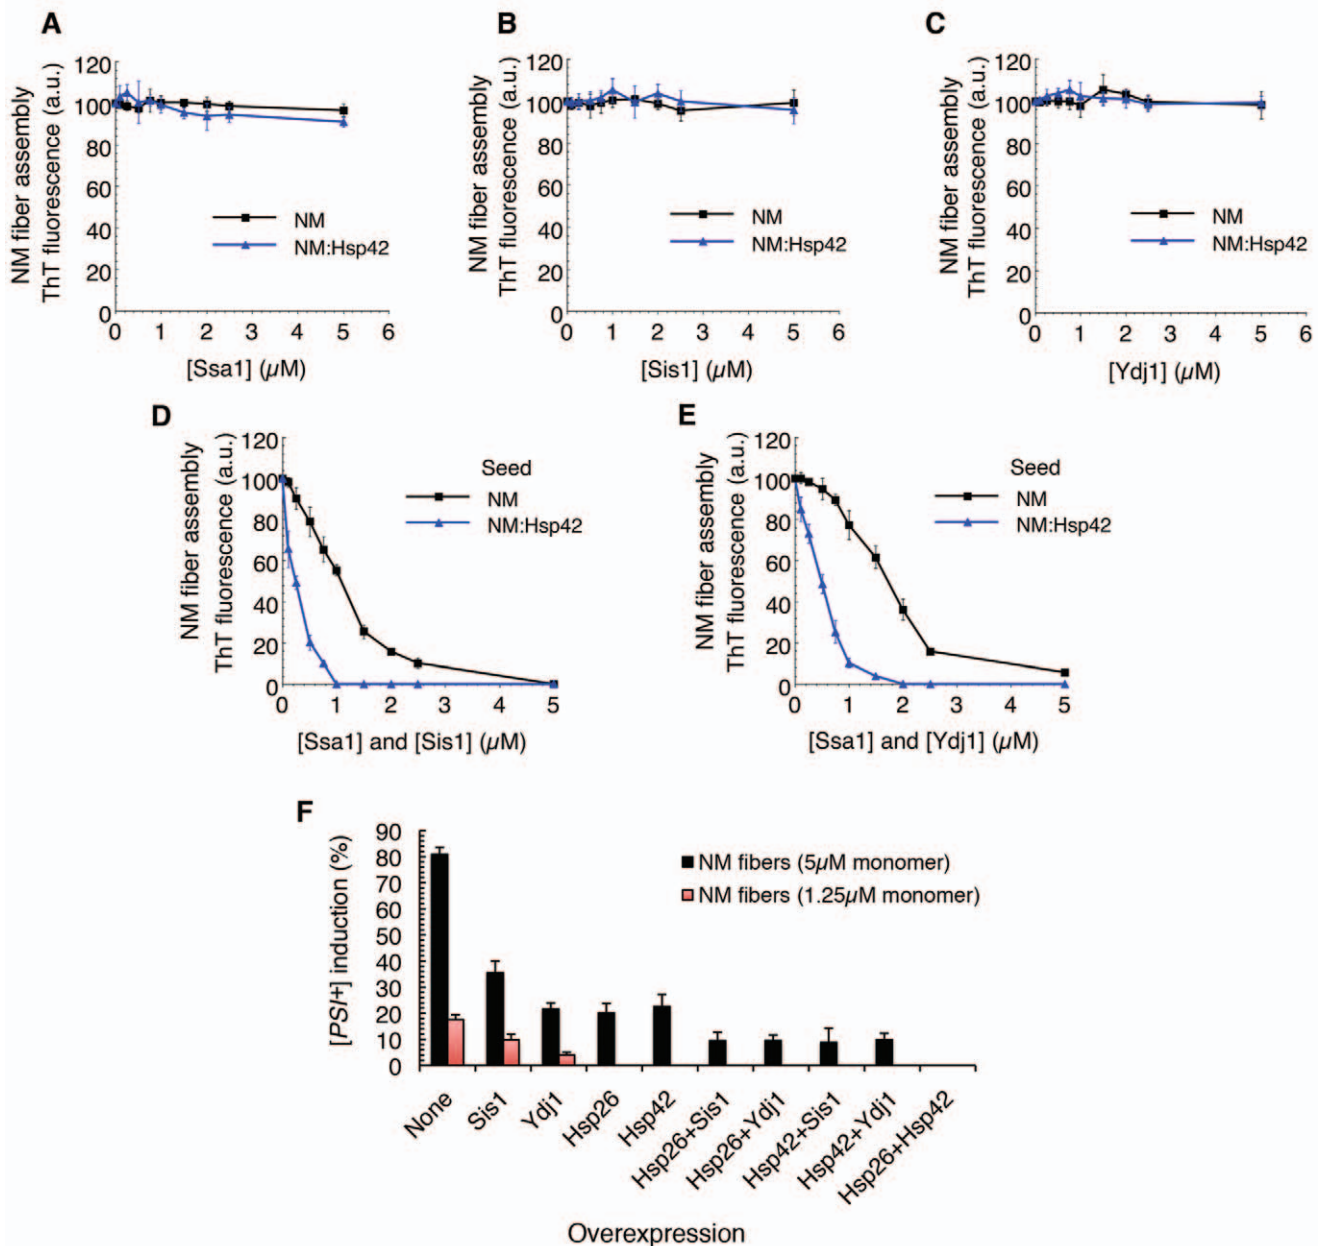 A
NM fiber assembly
ThT fluorescence (a.u.)
120
100
80
60
40
20
0
NM
NM:Hsp42
0 1 2 3 4 5 6
[Ssa1] (µM)
B
NM fiber assembly
ThT fluorescence (a.u.)
120
100
80
60
40
20
0
NM
NM:Hsp42
0 1 2 3 4 5 6
[Sis1] (µM)
C
NM fiber assembly
ThT fluorescence (a.u.)
120
100
80
60
40
20
0
NM
NM:Hsp42
0 1 2 3 4 5 6
[Ydj1] (µM)
D
NM fiber assembly
ThT fluorescence (a.u.)
120
100
80
60
40
20
0
Seed
NM
NM:Hsp42
0 1 2 3 4 5
[Ssa1] and [Sis1] (µM)
E
NM fiber assembly
ThT fluorescence (a.u.)
120
100
80
60
40
20
0
Seed
NM
NM:Hsp42
0 1 2 3 4 5
[Ssa1] and [Ydj1] (µM)
F
[PSI+] induction (%)
90
80
70
60
50
40
30
20
10
0
NM fibers (5µM monomer)
NM fibers (1.25µM monomer)
None
Sis1
Ydj1
Hsp26
Hsp42
Hsp26+Sis1
Hsp26+Ydj1
Hsp42+Sis1
Hsp42+Ydj1
Hsp26+Hsp42
Overexpression